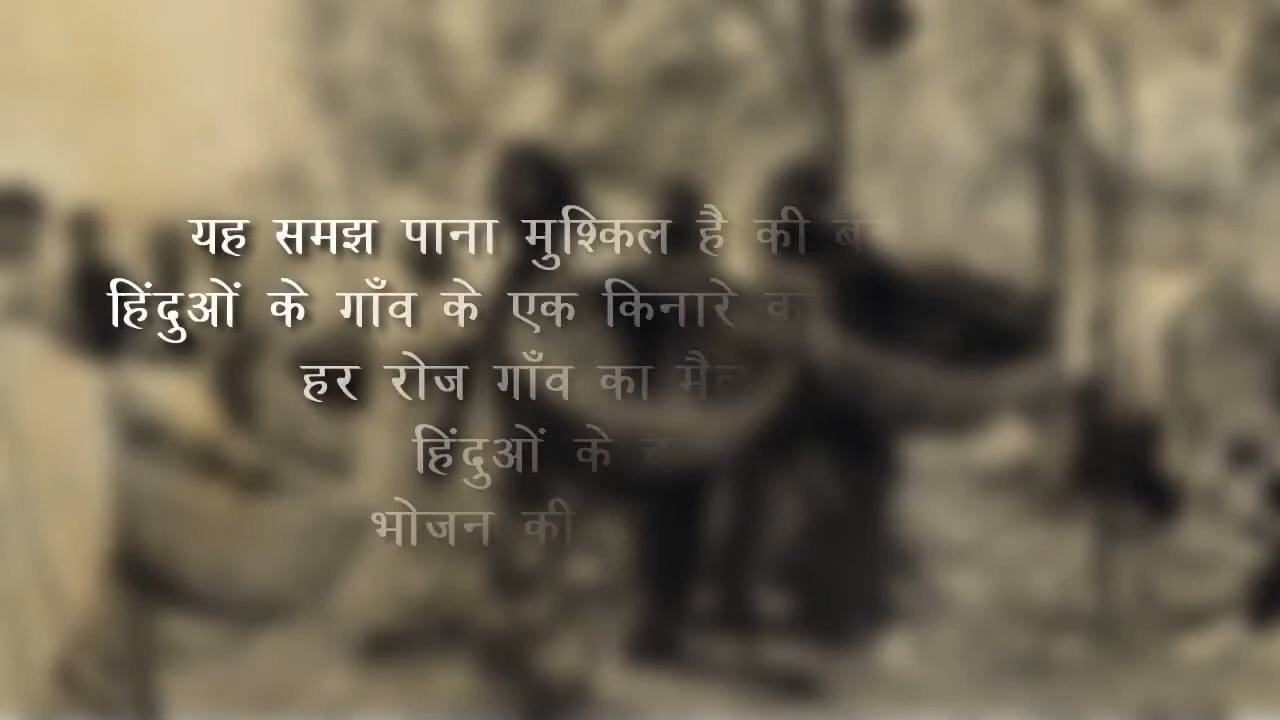 यह समझ पाना मुश्किल है की
हिंदुओं के गाँव के एक किनारे
हर रोज गाँव का
हिंदुओं के
भोजन की